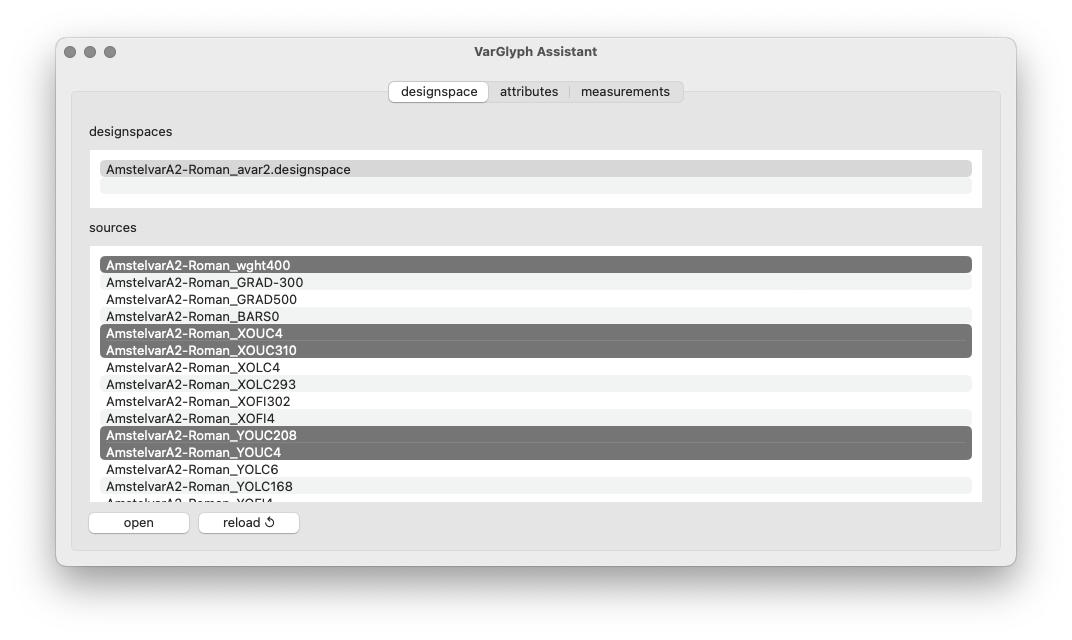 VarGlyph Assistant
designspace attributes measurements
designspaces
AmstelvarA2-Roman_avar2.designspace
sources
AmstelvarA2-Roman_wght400
AmstelvarA2-Roman_GRAD-300
AmstelvarA2-Roman_GRAD500
AmstelvarA2-Roman_BARS0
AmstelvarA2-Roman_XOUC4
AmstelvarA2-Roman_XOUC310
AmstelvarA2-Roman_XOLC4
AmstelvarA2-Roman_XOLC293
AmstelvarA2-Roman_XOFI302
AmstelvarA2-Roman_XOFI4
AmstelvarA2-Roman_YOUC208
AmstelvarA2-Roman_YOUC4
AmstelvarA2-Roman_YOLC6
AmstelvarA2-Roman_YOLC168
open reload ↺